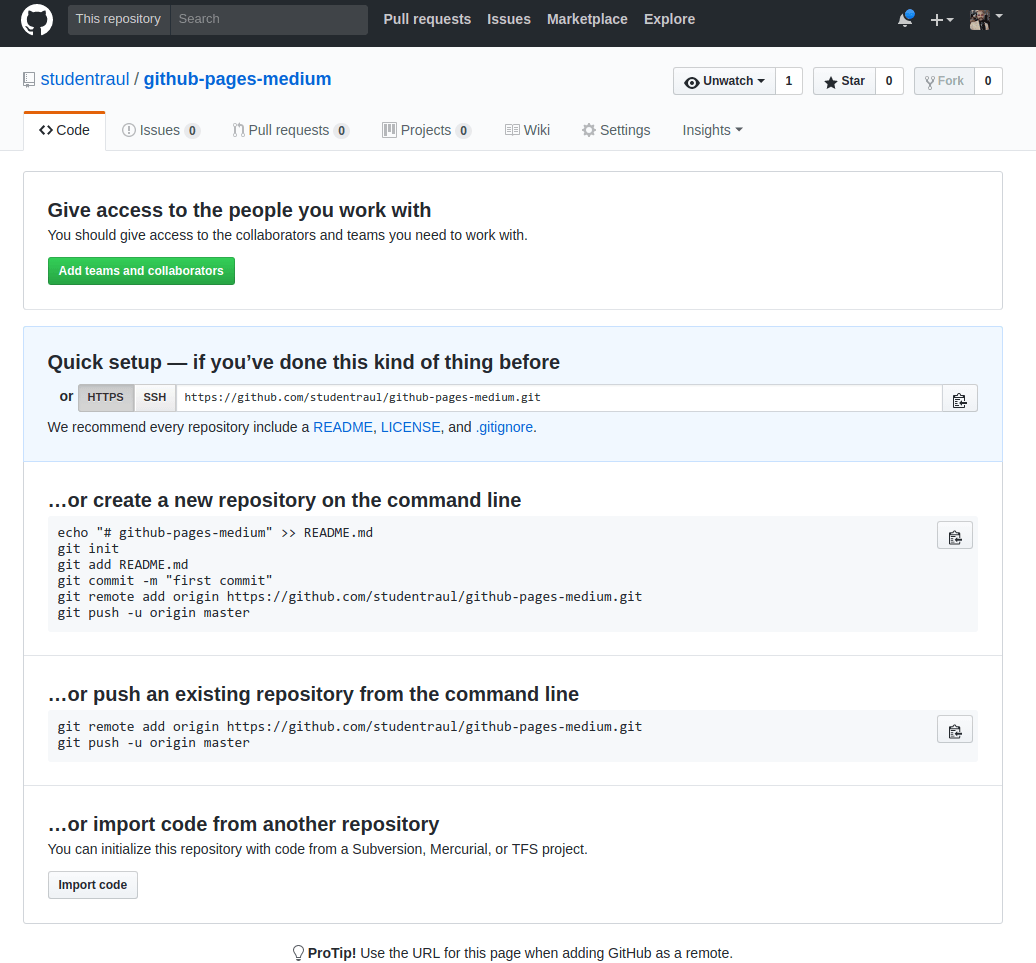 This repository Search Pull requests Issues Marketplace Explore
studentraul / github-pages-medium Unwatch 1 Star 0 Fork 0
<> Code Issues 0 Pull requests 0 Projects 0 Wiki Settings Insights
Give access to the people you work with
You should give access to the collaborators and teams you need to work with.
Add teams and collaborators
Quick setup — if you’ve done this kind of thing before
or HTTPS SSH https://github.com/studentraul/github-pages-medium.git
We recommend every repository include a README, LICENSE, and .gitignore.
…or create a new repository on the command line
echo "# github-pages-medium" >> README.md
git init
git add README.md
git commit -m "first commit"
git remote add origin https://github.com/studentraul/github-pages-medium.git
git push -u origin master
…or push an existing repository from the command line
git remote add origin https://github.com/studentraul/github-pages-medium.git
git push -u origin master
…or import code from another repository
You can initialize this repository with code from a Subversion, Mercurial, or TFS project.
Import code
ProTip! Use the URL for this page when adding GitHub as a remote.